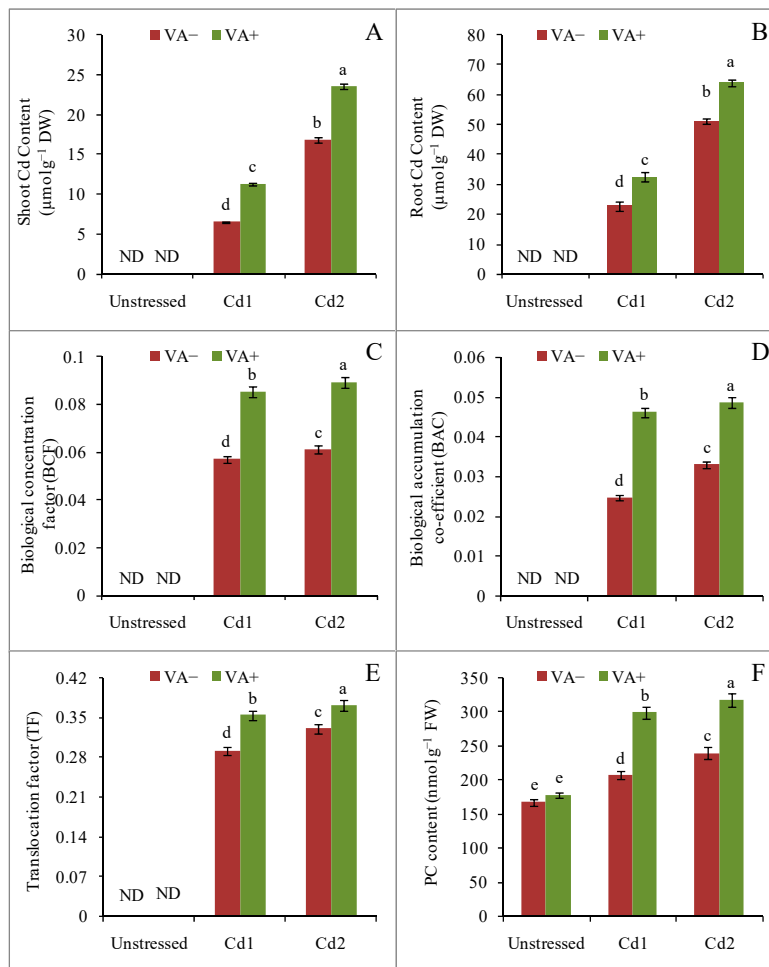 VA− VA+ A
30
25
20
15
10
5
0
Shoot Cd Content
(µmol g⁻¹ DW)
ND ND d c b a
Unstressed Cd1 Cd2
VA− VA+ B
80
70
60
50
40
30
20
10
0
Root Cd Content
(µmol g⁻¹ DW)
ND ND d c b a
Unstressed Cd1 Cd2
VA− VA+ C
0.1
0.08
0.06
0.04
0.02
0
Biological concentration
factor (BCF)
ND ND d b c a
Unstressed Cd1 Cd2
VA− VA+ D
0.06
0.05
0.04
0.03
0.02
0.01
0
Biological accumulation
co-efficient (BAC)
ND ND d b c a
Unstressed Cd1 Cd2
VA− VA+ E
0.42
0.35
0.28
0.21
0.14
0.07
0
Translocation factor (TF)
ND ND d b c a
Unstressed Cd1 Cd2
VA− VA+ F
350
300
250
200
150
100
50
0
PC content (nmol g⁻¹ FW)
e e d b c a
Unstressed Cd1 Cd2